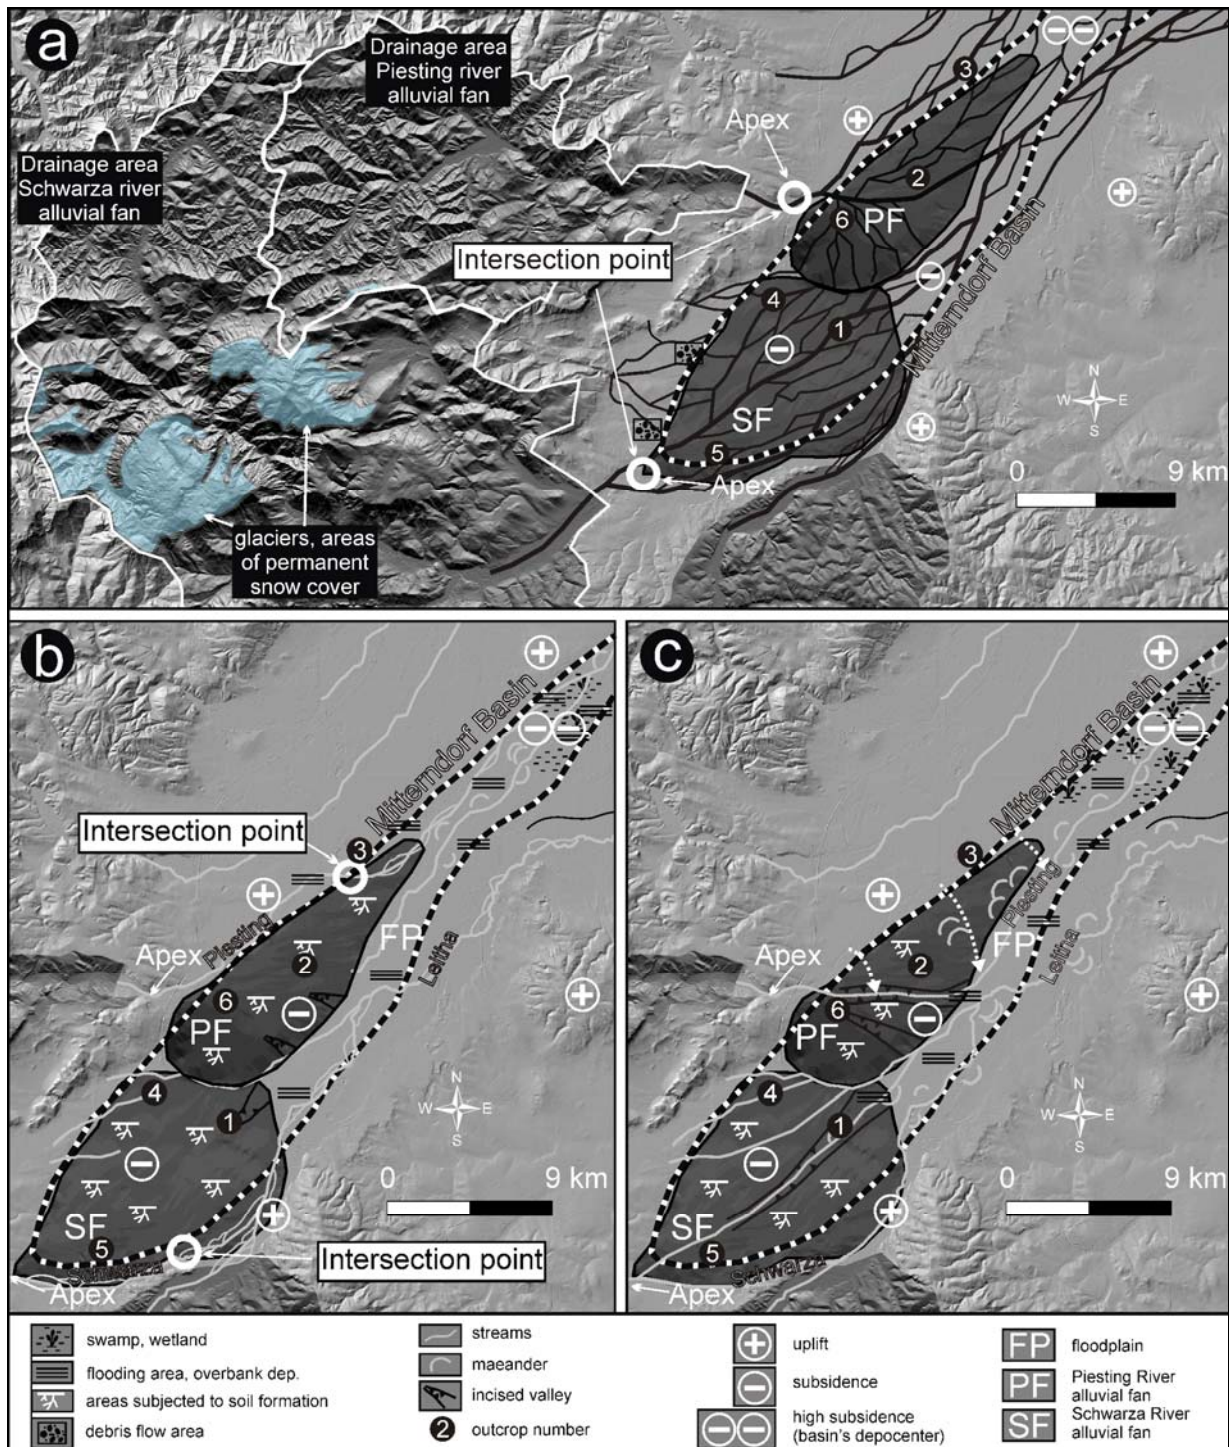 a
Drainage area
Piesting river
alluvial fan
Drainage area
Schwarza river
alluvial fan
Apex
3
2
6
PF
Intersection point
4
1
Mitterndorf Basin
SF
5
Apex
N
W E
S
0 9 km
glaciers, areas
of permanent
snow cover
b
Mitterndorf Basin
Intersection point
3
Piesting
FP
Apex
2
Leitha
6
PF
4
1
N
W E
S
0 9 km
SF
5
Schwarza
Intersection point
Apex
c
Mitterndorf Basin
3
Piesting
FP
Apex
2
Leitha
6
PF
4
1
N
W E
S
0 9 km
SF
5
Schwarza
Apex
swamp, wetland
flooding area, overbank dep.
areas subjected to soil formation
debris flow area
streams
maeander
incised valley
2 outcrop number
uplift
subsidence
high subsidence
(basin's depocenter)
FP floodplain
PF Piesting River
alluvial fan
SF Schwarza River
alluvial fan